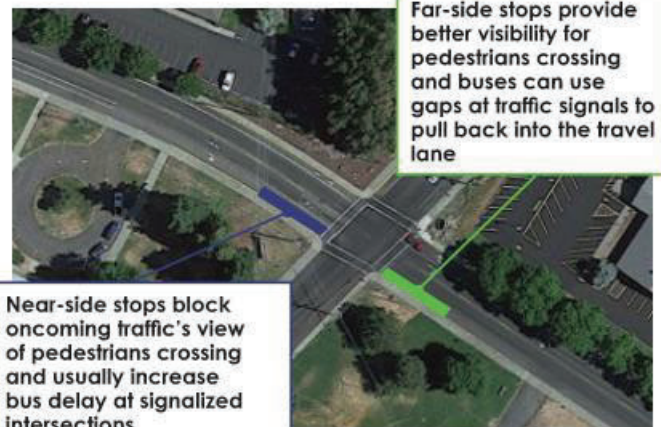 Far-side stops provide
better visibility for
pedestrians crossing
and buses can use
gaps at traffic signals to
pull back into the travel
lane
Near-side stops block
oncoming traffic's view
of pedestrians crossing
and usually increase
bus delay at signalized
intersections